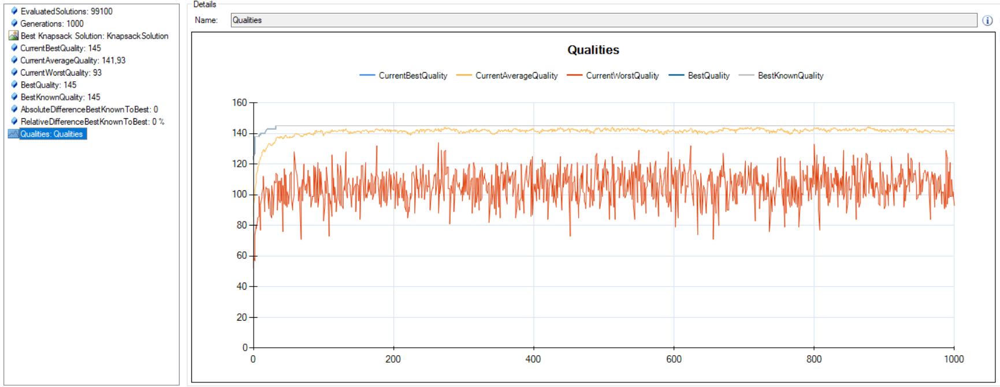 EvaluatedSolutions: 99100
Generations: 1000
Best Knapsack Solution: KnapsackSolution
CurrentBestQuality: 145
CurrentAverageQuality: 141,93
CurrentWorstQuality: 93
BestQuality: 145
BestKnownQuality: 145
AbsoluteDifferenceBestKnownToBest: 0
RelativeDifferenceBestKnownToBest: 0 %
Qualities: Qualities
Details
Name: Qualities
Qualities
CurrentBestQuality CurrentAverageQuality CurrentWorstQuality BestQuality BestKnownQuality
160
140
120
100
80
60
40
20
0
0 200 400 600 800 1000